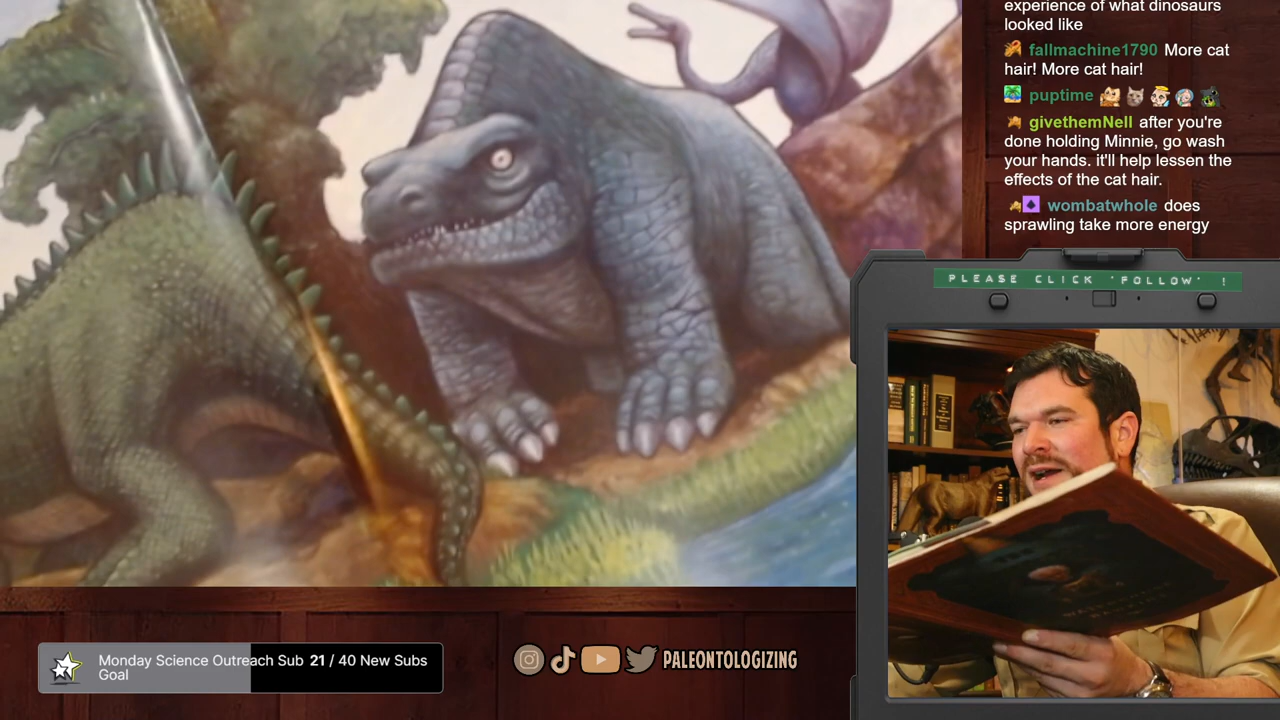 experience of what dinosaurs
looked like
fallmachine1790 More cat
hair! More cat hair!
puptime
givethemNell after you're
done holding Minnie, go wash
your hands. it'll help lessen the
effects of the cat hair.
wombatwhole does
sprawling take more energy
PLEASE CLICK "FOLLOW" !
Monday Science Outreach Sub 21 / 40 New Subs
Goal
PALEONTOLOGIZING